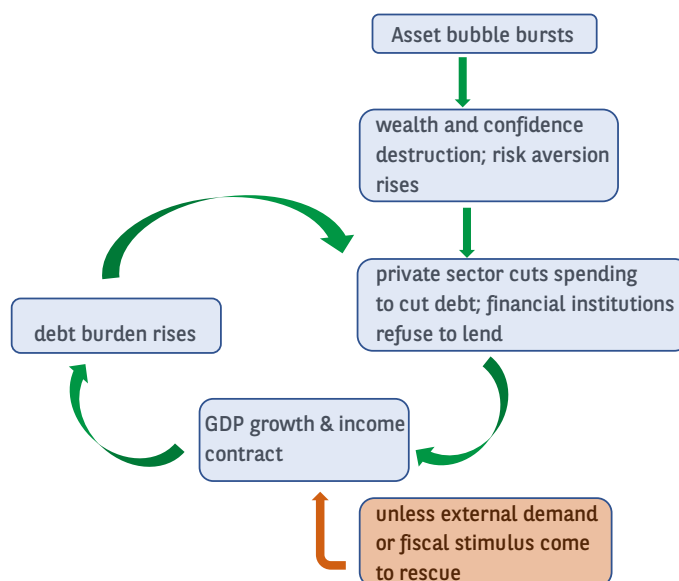 Asset bubble bursts
wealth and confidence
destruction; risk aversion
rises
private sector cuts spending
to cut debt; financial institutions
refuse to lend
debt burden rises
GDP growth & income
contract
unless external demand
or fiscal stimulus come
to rescue